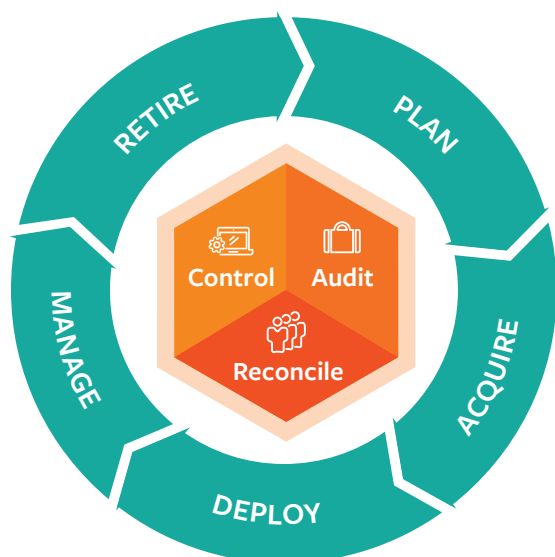 PLAN
ACQUIRE
DEPLOY
MANAGE
RETIRE
Control
Audit
Reconcile